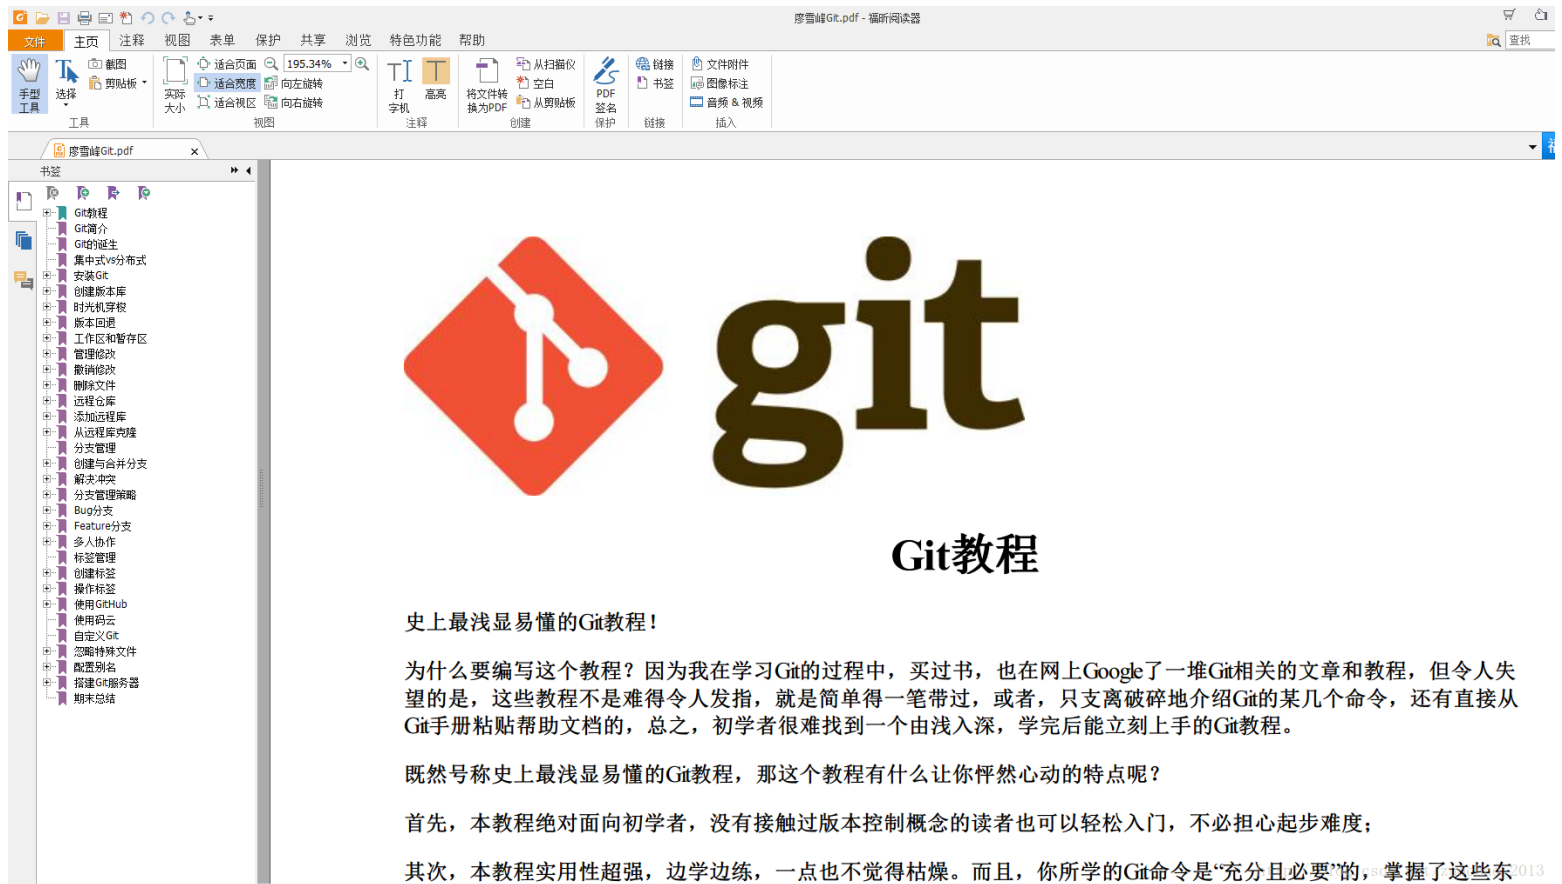 廖雪峰Git.pdf - 福昕阅读器
文件 主页 注释 视图 表单 保护 共享 浏览 特色功能 帮助
查找
手型工具
选择
截图
剪贴板
工具
实际大小
适合页面
适合宽度
适合视区
195.34%
向左旋转
向右旋转
视图
打字机
高亮
注释
将文件转换为PDF
从扫描仪
空白
从剪贴板
创建
PDF签名
保护
链接
书签
链接
文件附件
图像标注
音频 & 视频
插入
廖雪峰Git.pdf
书签
Git教程
Git简介
Git的诞生
集中式vs分布式
安装Git
创建版本库
时光机穿梭
版本回退
工作区和暂存区
管理修改
撤销修改
删除文件
远程仓库
添加远程库
从远程库克隆
分支管理
创建与合并分支
解决冲突
分支管理策略
Bug分支
Feature分支
多人协作
标签管理
创建标签
操作标签
使用GitHub
使用码云
自定义Git
忽略特殊文件
配置别名
搭建Git服务器
期末总结
git
Git教程
史上最浅显易懂的Git教程！
为什么要编写这个教程？因为我在学习Git的过程中，买过书，也在网上Google了一堆Git相关的文章和教程，但令人失
望的是，这些教程不是难得令人发指，就是简单得一笔带过，或者，只支离破碎地介绍Git的某几个命令，还有直接从
Git手册粘贴帮助文档的，总之，初学者很难找到一个由浅入深，学完后能立刻上手的Git教程。
既然号称史上最浅显易懂的Git教程，那这个教程有什么让你怦然心动的特点呢？
首先，本教程绝对面向初学者，没有接触过版本控制概念的读者也可以轻松入门，不必担心起步难度；
其次，本教程实用性超强，边学边练，一点也不觉得枯燥。而且，你所学的Git命令是“充分且必要”的，掌握了这些东